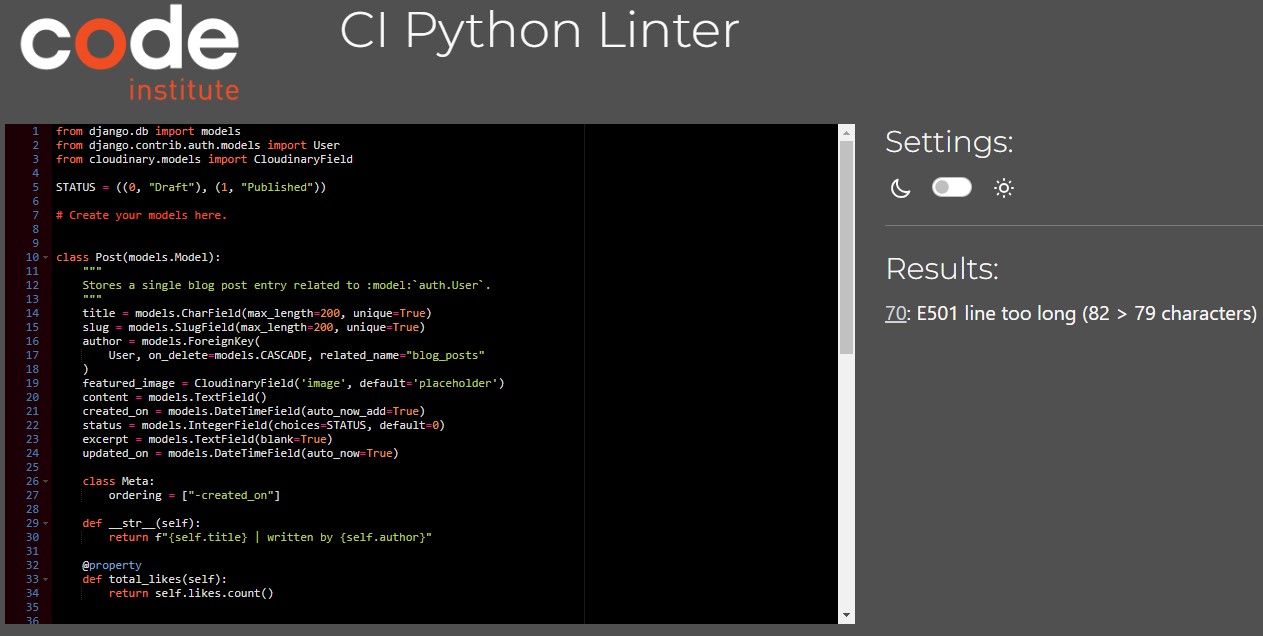 code
institute
CI Python Linter
1 from django.db import models
2 from django.contrib.auth.models import User
3 from cloudinary.models import CloudinaryField
4
5 STATUS = ((0, "Draft"), (1, "Published"))
6
7 # Create your models here.
8
9
10 class Post(models.Model):
11     """
12     Stores a single blog post entry related to :model:`auth.User`.
13     """
14     title = models.CharField(max_length=200, unique=True)
15     slug = models.SlugField(max_length=200, unique=True)
16     author = models.ForeignKey(
17         User, on_delete=models.CASCADE, related_name="blog_posts"
18     )
19     featured_image = CloudinaryField('image', default='placeholder')
20     content = models.TextField()
21     created_on = models.DateTimeField(auto_now_add=True)
22     status = models.IntegerField(choices=STATUS, default=0)
23     excerpt = models.TextField(blank=True)
24     updated_on = models.DateTimeField(auto_now=True)
25
26     class Meta:
27         ordering = ["-created_on"]
28
29     def __str__(self):
30         return f"{self.title} | written by {self.author}"
31
32     @property
33     def total_likes(self):
34         return self.likes.count()
35
36
Settings:
Results:
70: E501 line too long (82 > 79 characters)